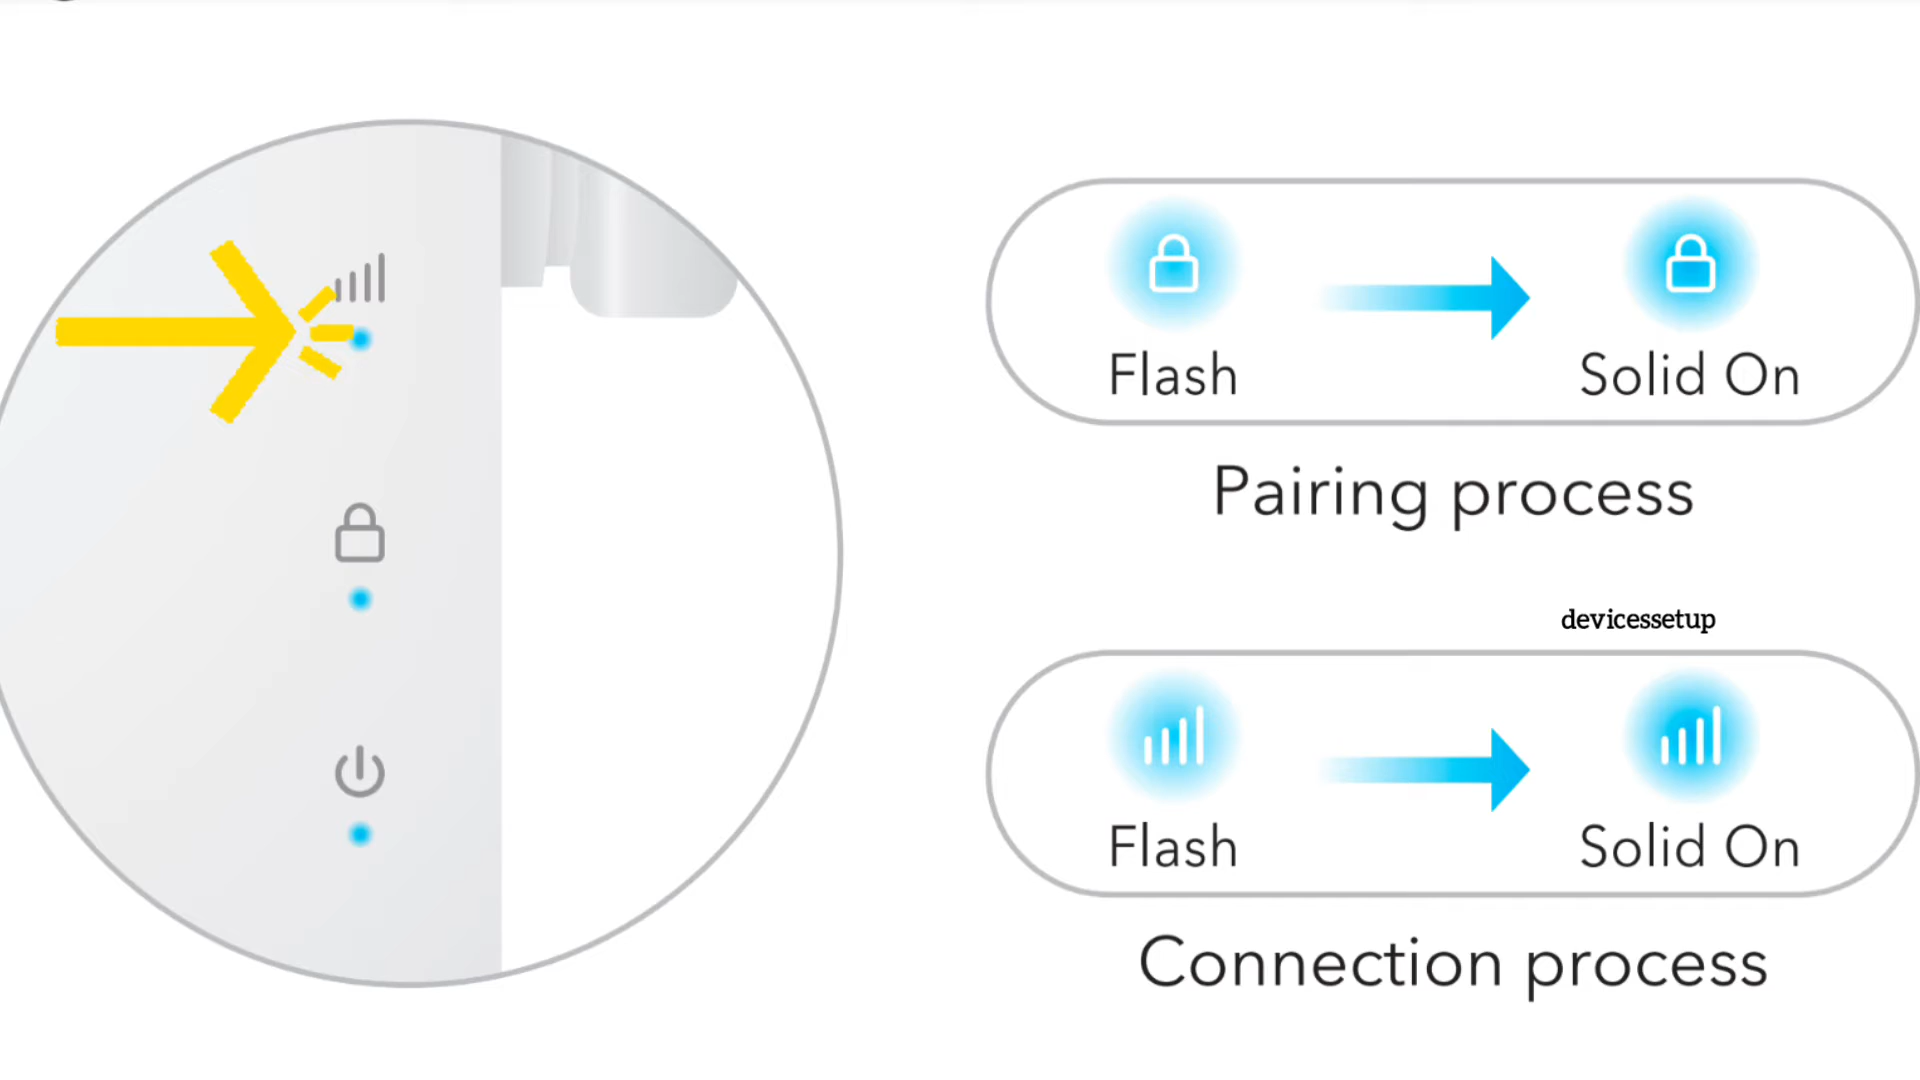 Flash
Solid On
Pairing process
devicessetup
Flash
Solid On
Connection process